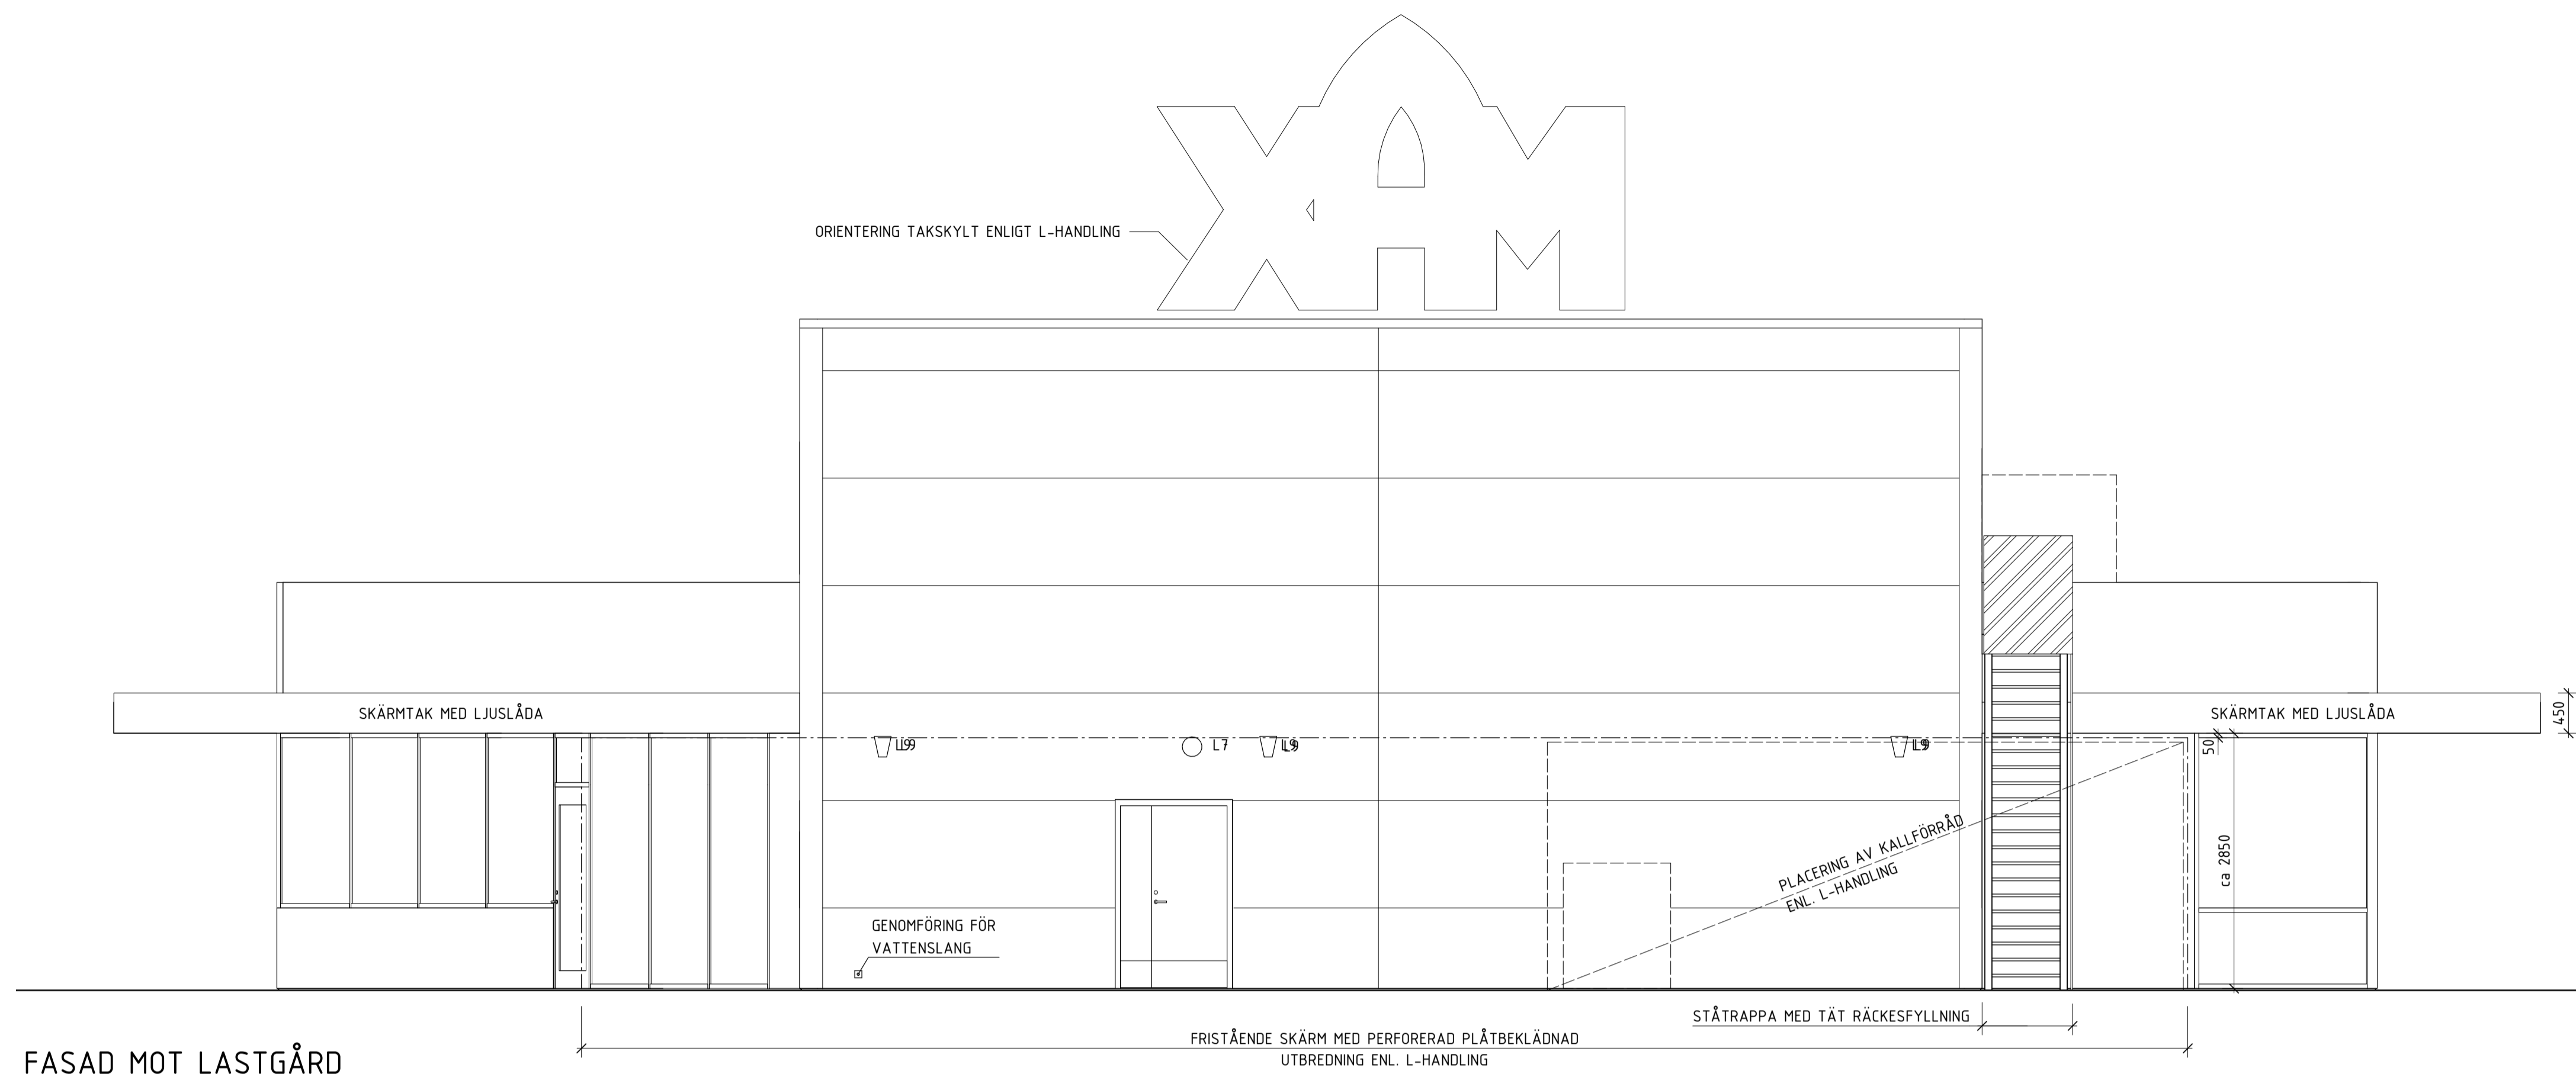 XAM
ORIENTERING TAKSKYLT ENLIGT L-HANDLING
SKÄRMTAK MED LJUSLÅDA
SKÄRMTAK MED LJUSLÅDA
450
L9
L7
L9
L9
50
ca 2850
PLACERING AV KALLFÖRRÅD
ENL. L-HANDLING
GENOMFÖRING FÖR
VATTENSLANG
STÅTRAPPA MED TÄT RÄCKESFYLLNING
FRISTÅENDE SKÄRM MED PERFORERAD PLÅTBEKLÄDNAD
UTBREDNING ENL. L-HANDLING
FASAD MOT LASTGÅRD